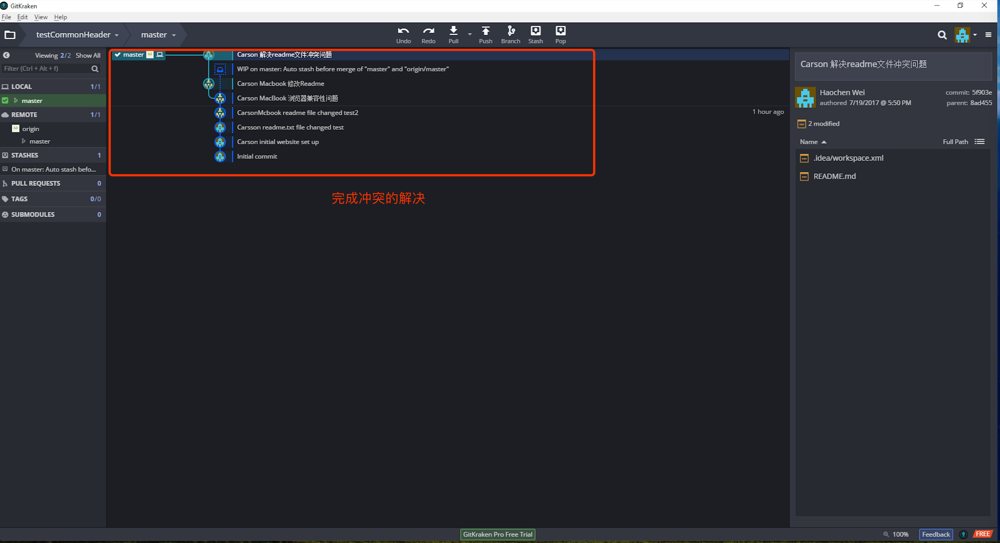 GitKraken
File Edit View Help
testCommonHeader master Undo Redo Pull Push Branch Stash Pop
Viewing 2/2 Show All
Filter (Ctrl + Alt + f)
LOCAL 1/1
master
REMOTE 1/1
origin
master
STASHES 1
On master: Auto stash befo...
PULL REQUESTS 0
TAGS 0/0
SUBMODULES 0
master Carson 解决readme文件冲突问题
WIP on master: Auto stash before merge of "master" and "origin/master"
Carson Macbook 修改Readme
Carson MacBook 浏览器兼容性问题
CarsonMcbook readme file changed test2
1 hour ago
Carsson readme.txt file changed test
Carson initial website set up
Initial commit
完成冲突的解决
Carson 解决readme文件冲突问题
Haochen Wei commit: 5f903e
authored 7/19/2017 @ 5:50 PM parent: 8ad455
2 modified
Name Full Path
.idea/workspace.xml
README.md
GitKraken Pro Free Trial 100% Feedback FREE